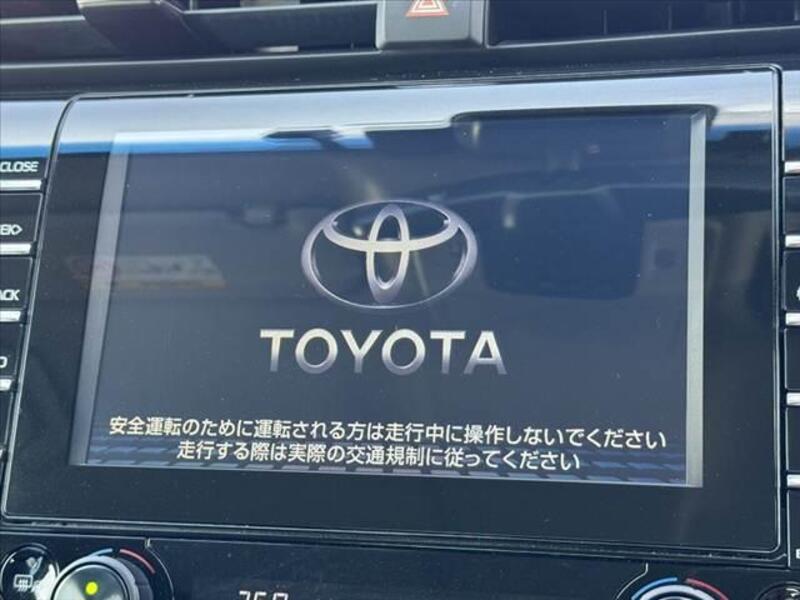 CLOSE
TOYOTA
安全運転のために運転される方は走行中に操作しないでください
走行する際は実際の交通規制に従ってください